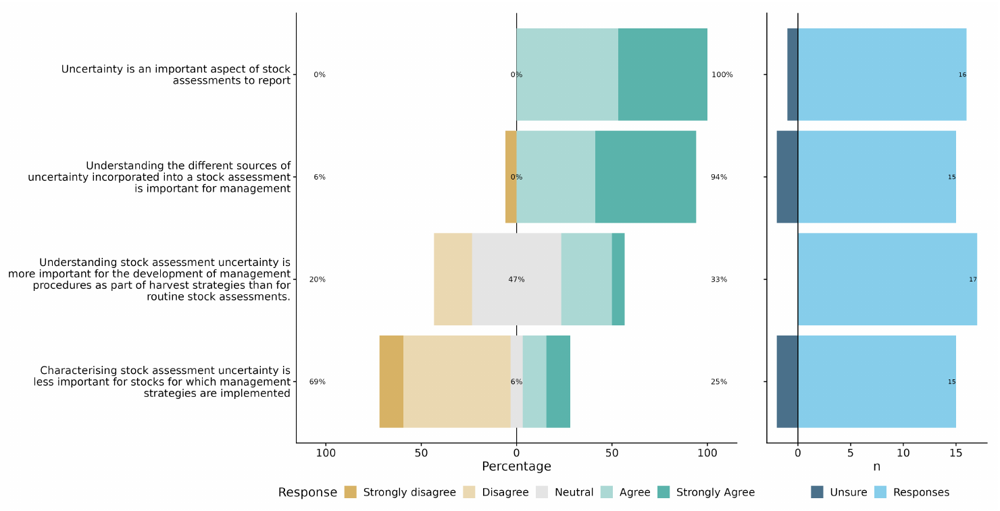 Uncertainty is an important aspect of stock
assessments to report
0%
0%
100%
16
Understanding the different sources of
uncertainty incorporated into a stock assessment
is important for management
6%
0%
94%
15
Understanding stock assessment uncertainty is
more important for the development of management
procedures as part of harvest strategies than for
routine stock assessments.
20%
47%
33%
17
Characterising stock assessment uncertainty is
less important for stocks for which management
strategies are implemented
69%
6%
25%
15
100 50 0 50 100
Percentage
0 5 10 15
n
Response Strongly disagree Disagree Neutral Agree Strongly Agree
Unsure Responses